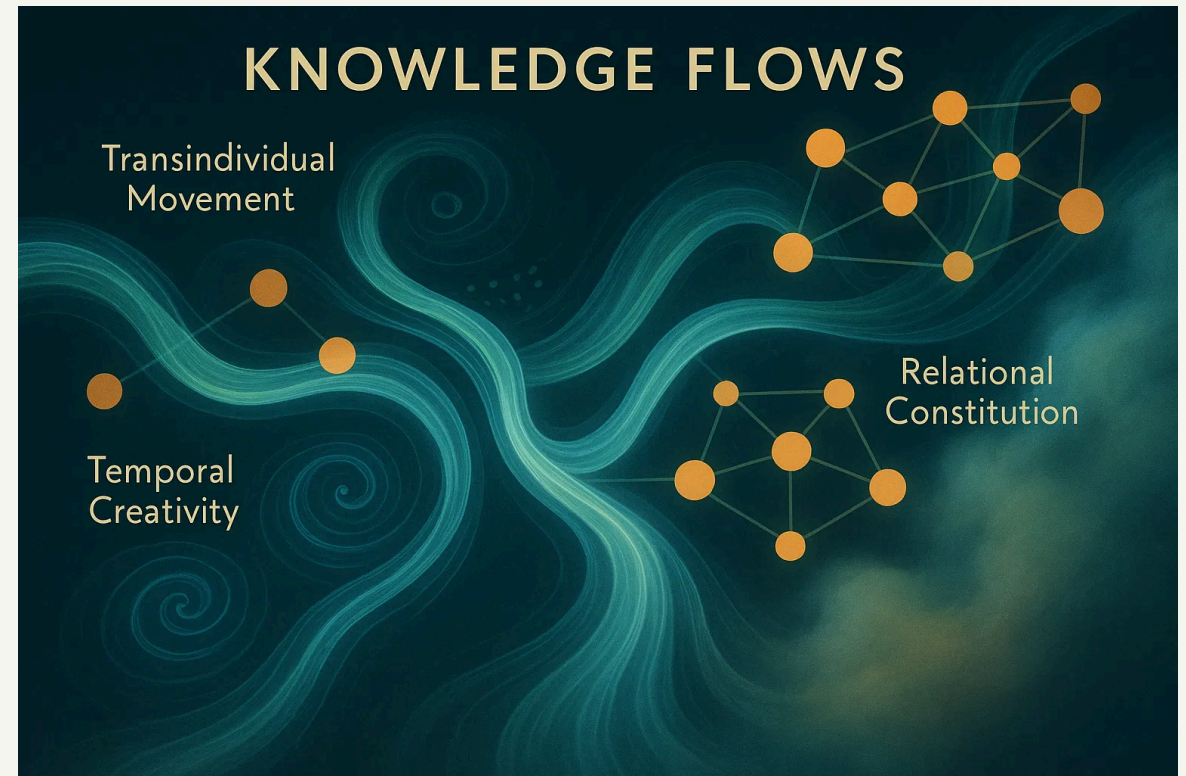 KNOWLEDGE FLOWS
Transindividual
Movement
Relational
Constitution
Temporal
Creativity